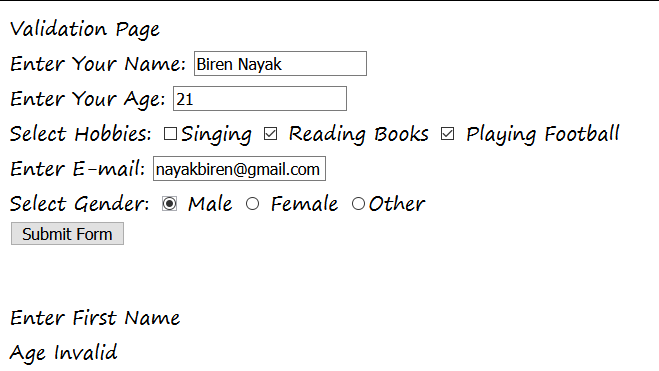 Validation Page
Enter Your Name: Biren Nayak
Enter Your Age: 21
Select Hobbies: Singing Reading Books Playing Football
Enter E-mail: nayakbiren@gmail.com
Select Gender: Male Female Other
Submit Form
Enter First Name
Age Invalid